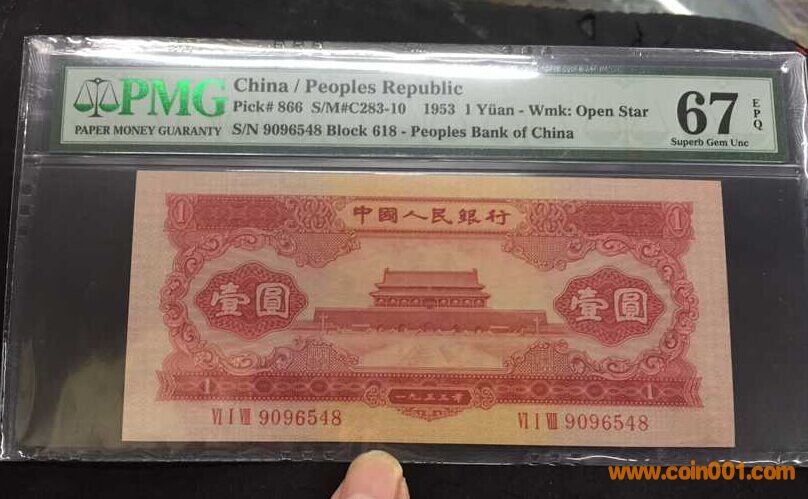 PMG
PAPER MONEY GUARANTY
China / Peoples Republic
Pick# 866 S/M#C283-10 1953 1 Yüan - Wmk: Open Star
S/N 9096548 Block 618 - Peoples Bank of China
67 EPQ
Superb Gem Unc
1 中國人民銀行 1
壹圓 壹圓
1 一九五三年 1
VI I VIII 9096548 VI I VIII 9096548
www.coin001.com